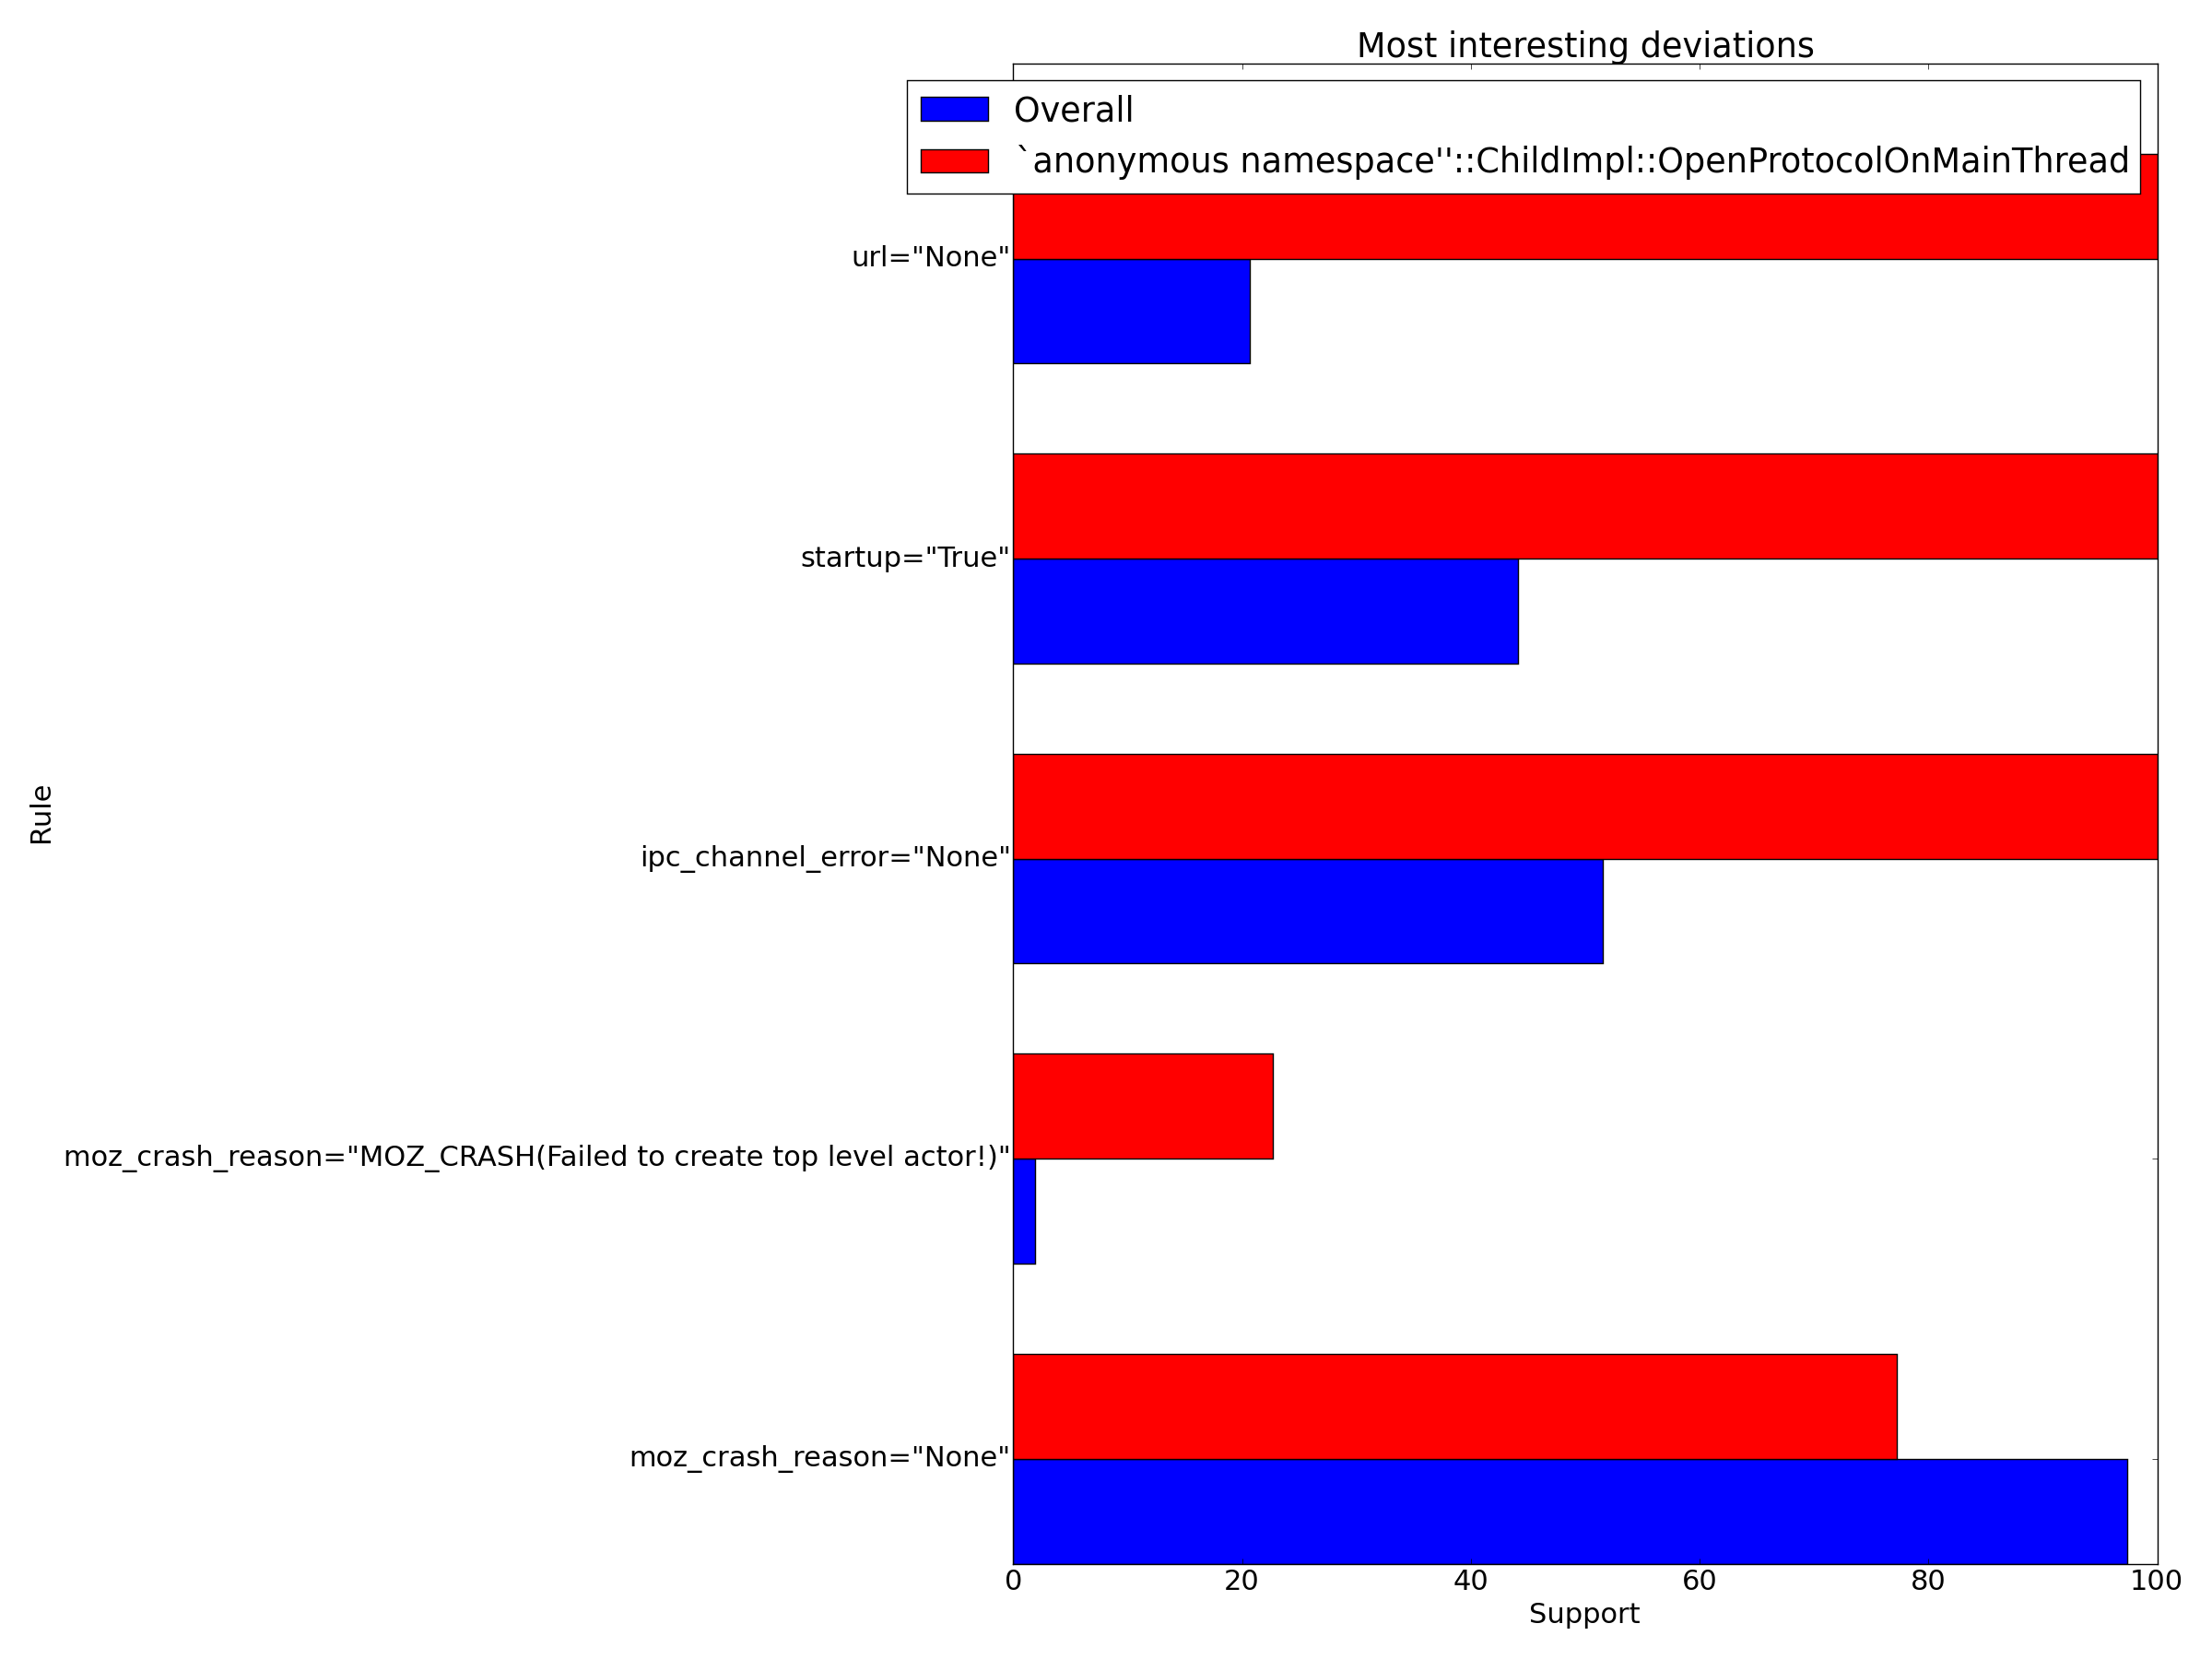 Most interesting deviations
Overall
`anonymous namespace''::ChildImpl::OpenProtocolOnMainThread
url="None"
startup="True"
ipc_channel_error="None"
moz_crash_reason="MOZ_CRASH(Failed to create top level actor!)"
moz_crash_reason="None"
Rule
0 20 40 60 80 100
Support